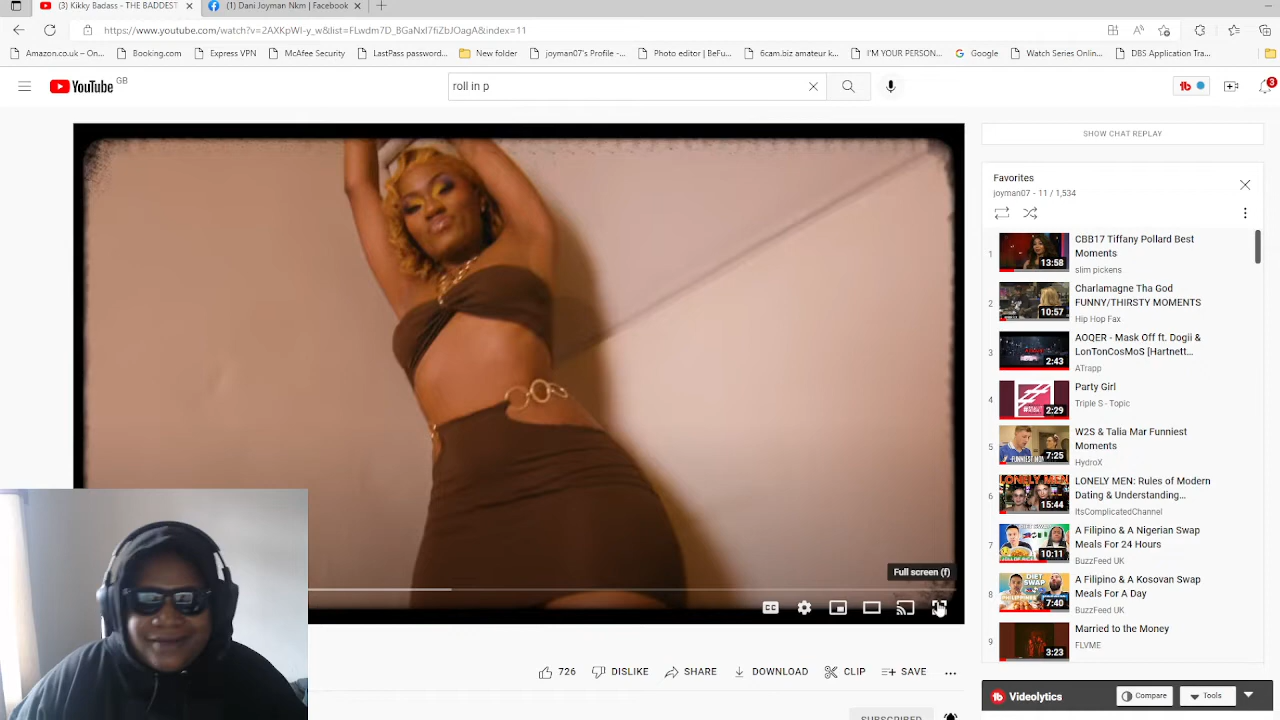 (3) Kikky Badass - THE BADDEST
(1) Dani Joyman Nkm | Facebook
https://www.youtube.com/watch?v=2AXKpWI-y_w&list=FLwdm7D_BGaNxI7fiZbJOagA&index=11
Amazon.co.uk – On...
Booking.com
Express VPN
McAfee Security
LastPass password...
New folder
joyman07's Profile -...
Photo editor | BeFu...
6cam.biz amateur k...
I'M YOUR PERSON...
Google
Watch Series Online...
DBS Application Tra...
YouTube GB
roll in p
3
SHOW CHAT REPLAY
Favorites
joyman07 - 11 / 1,534
1
13:58
CBB17 Tiffany Pollard Best
Moments
slim pickens
2
10:57
Charlamagne Tha God
FUNNY/THIRSTY MOMENTS
Hip Hop Fax
3
2:43
AOQER - Mask Off ft. Dogii &
LonTonCosMoS [Hartnett...
ATrapp
4
2:29
Party Girl
Triple S - Topic
5
7:25
W2S & Talia Mar Funniest
Moments
HydroX
6
LONELY MEN
15:44
LONELY MEN: Rules of Modern
Dating & Understanding...
ItsComplicatedChannel
7
10:11
A Filipino & A Nigerian Swap
Meals For 24 Hours
BuzzFeed UK
8
DIET SWAP
7:40
A Filipino & A Kosovan Swap
Meals For A Day
BuzzFeed UK
9
3:23
Married to the Money
FLVME
Full screen (f)
CC
726
DISLIKE
SHARE
DOWNLOAD
CLIP
SAVE
SUBSCRIBED
Videolytics
Compare
Tools